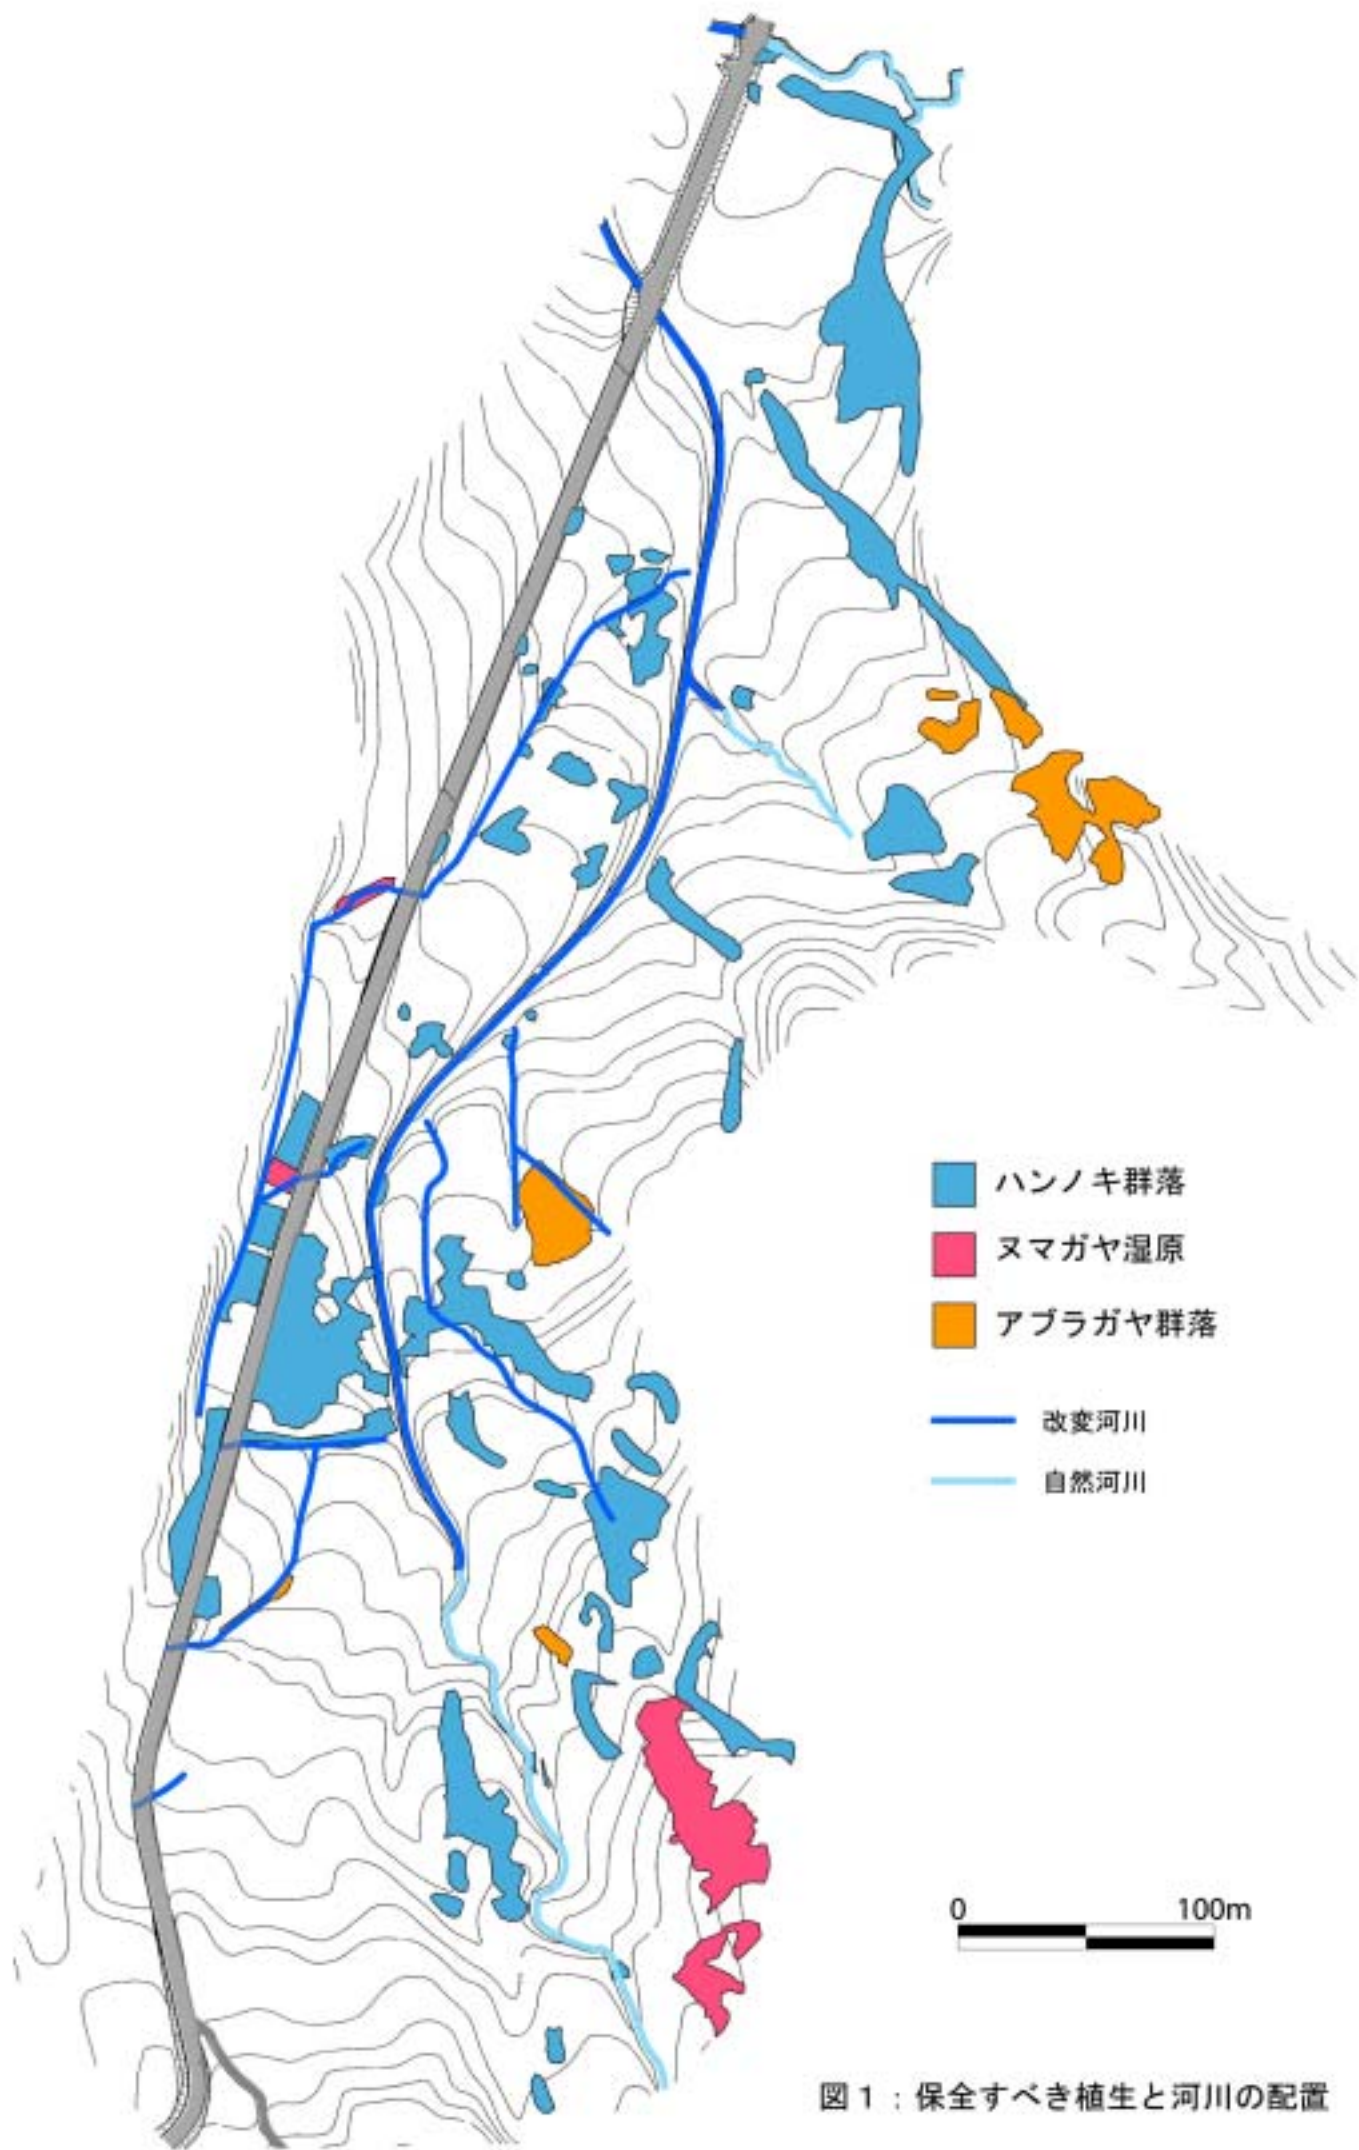 ハンノキ群落
ヌマガヤ湿原
アブラガヤ群落
改変河川
自然河川
0 100m
図1:保全すべき植生と河川の配置